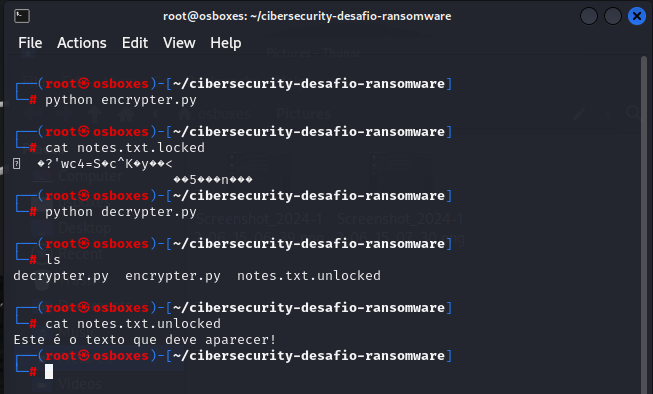 root@osboxes: ~/cibersecurity-desafio-ransomware
File Actions Edit View Help
┌──(root㉿osboxes)-[~/cibersecurity-desafio-ransomware]
└─# python encrypter.py
┌──(root㉿osboxes)-[~/cibersecurity-desafio-ransomware]
└─# cat notes.txt.locked
�?'wc4=S�c^K�y��<
��5���n���
┌──(root㉿osboxes)-[~/cibersecurity-desafio-ransomware]
└─# python decrypter.py
┌──(root㉿osboxes)-[~/cibersecurity-desafio-ransomware]
└─# ls
decrypter.py encrypter.py notes.txt.unlocked
┌──(root㉿osboxes)-[~/cibersecurity-desafio-ransomware]
└─# cat notes.txt.unlocked
Este é o texto que deve aparecer!
┌──(root㉿osboxes)-[~/cibersecurity-desafio-ransomware]
└─#
Videos